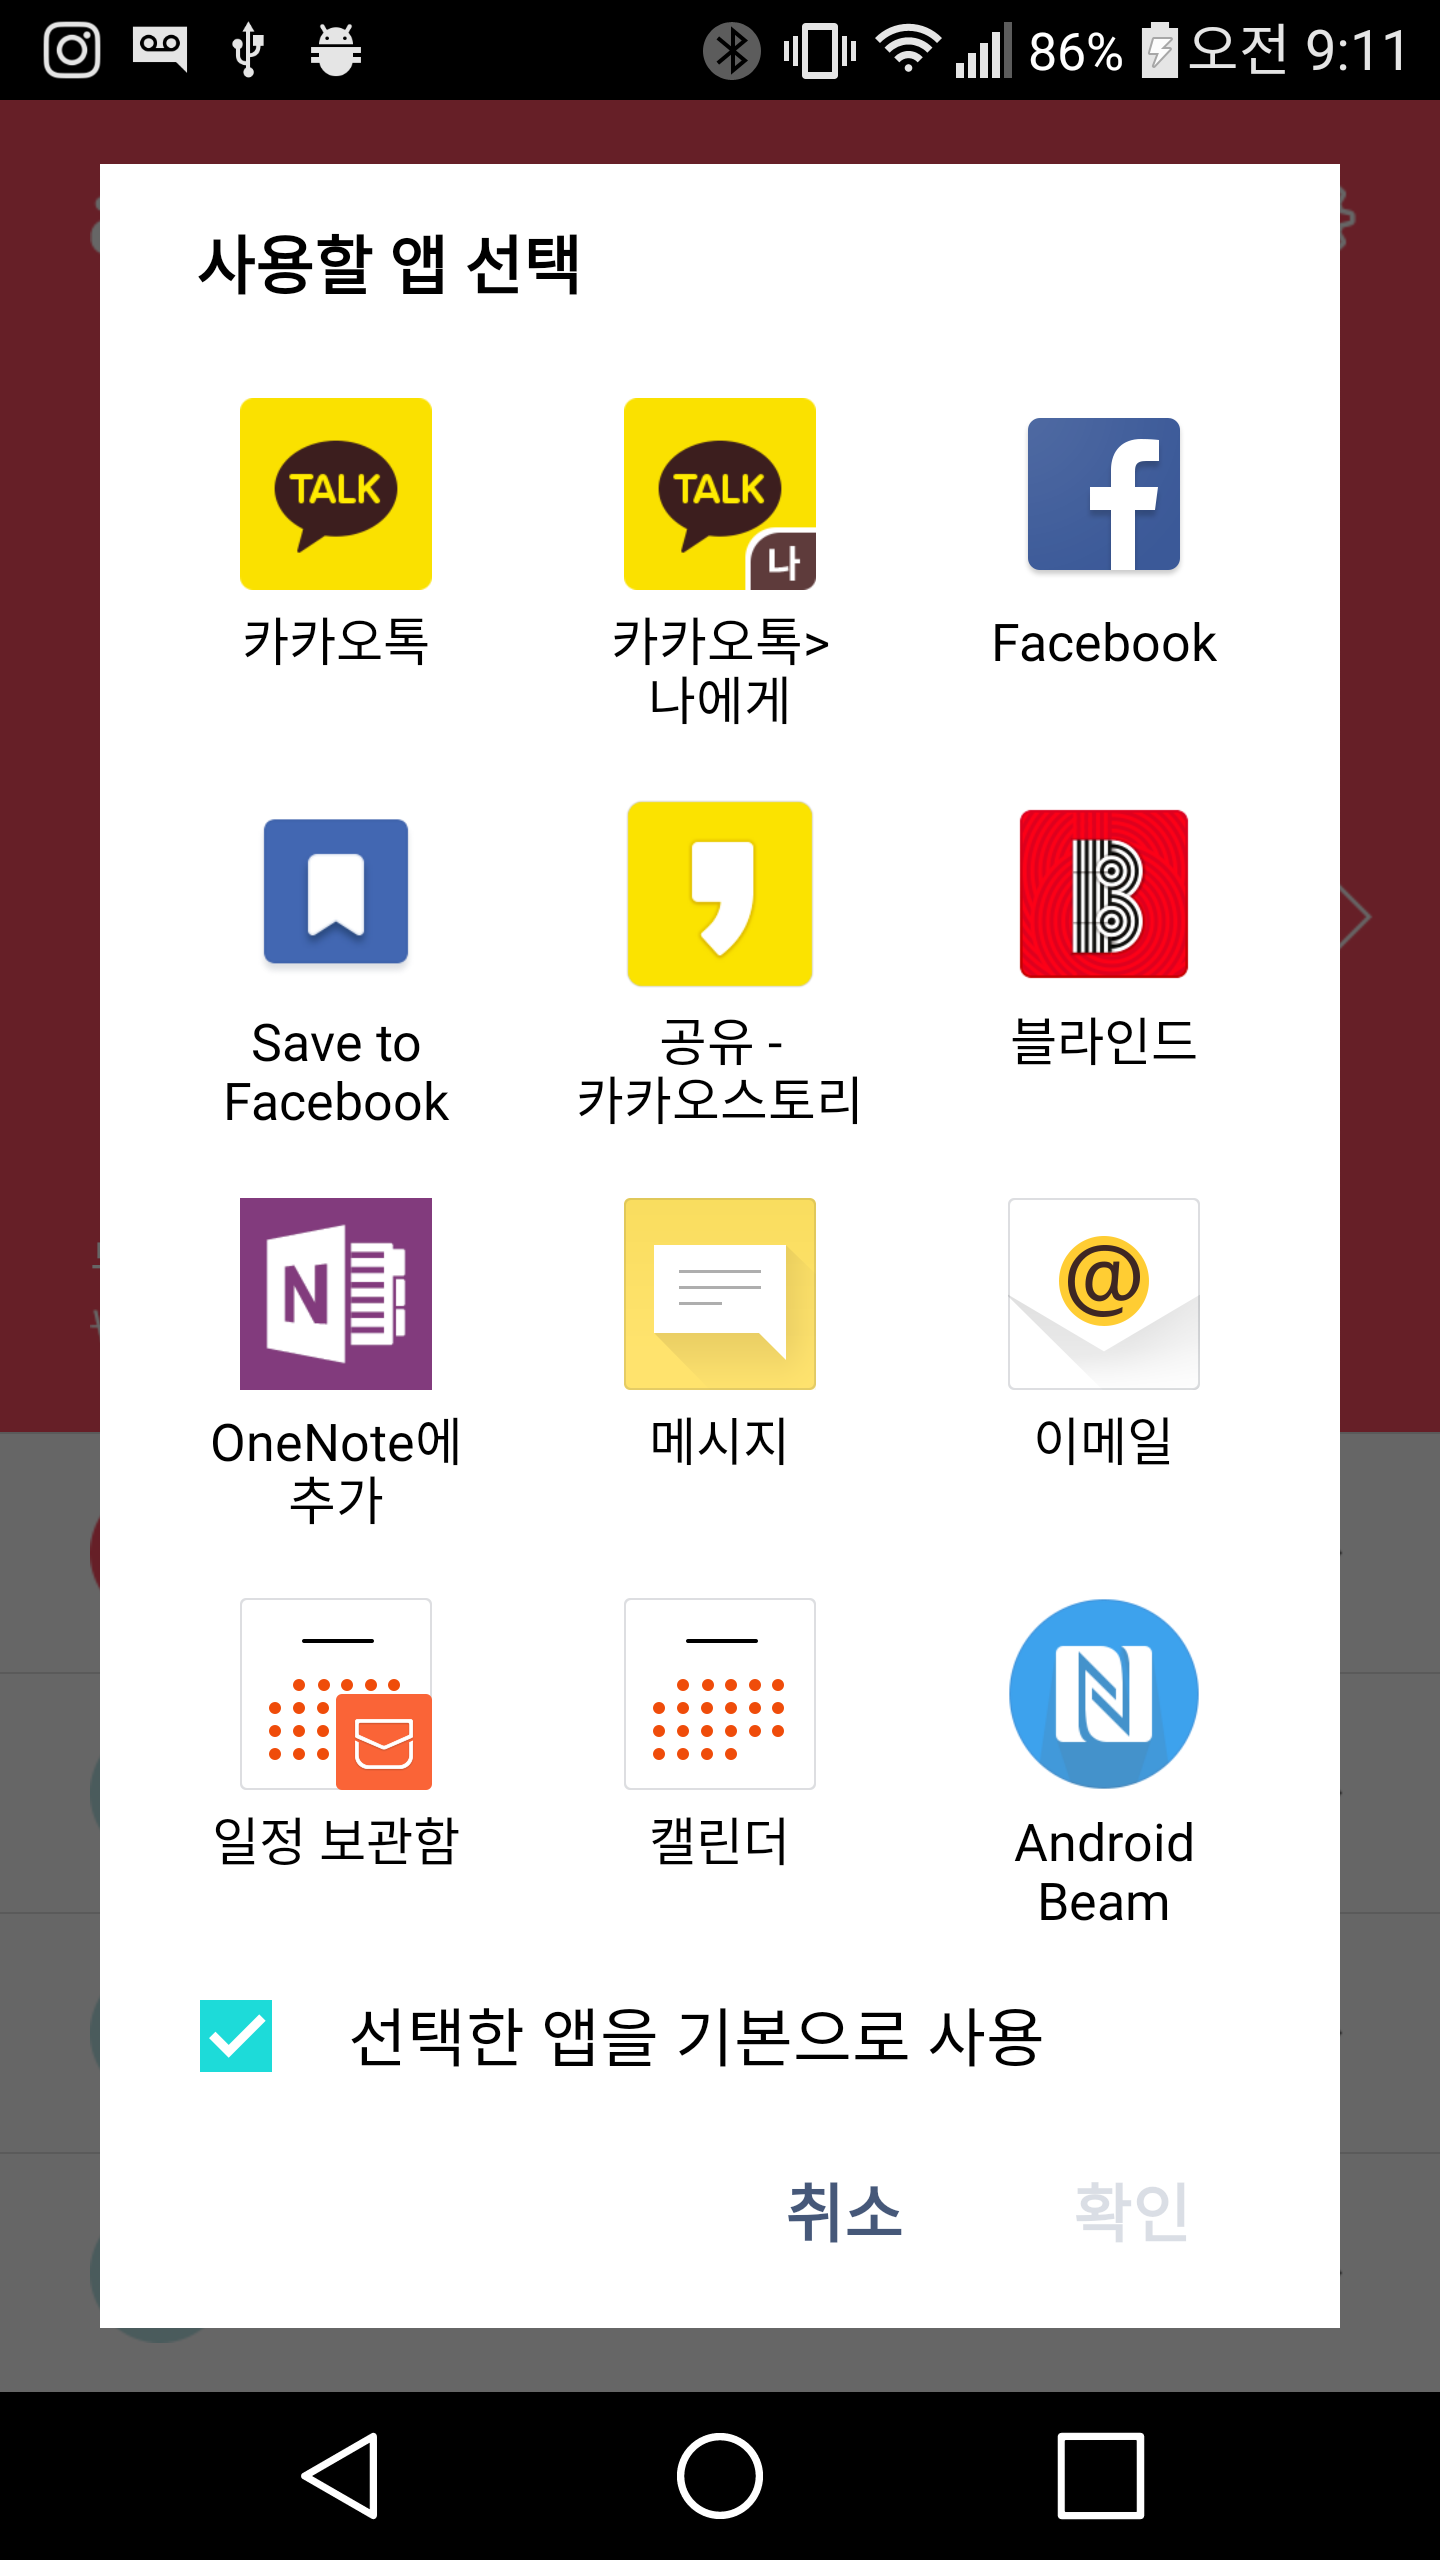 86% 오전 9:11
사용할 앱 선택
TALK
TALK
나
카카오톡
카카오톡>
나에게
Facebook
B
Save to
Facebook
공유 -
카카오스토리
블라인드
N
@
OneNote에
추가
메시지
이메일
일정 보관함
캘린더
Android
Beam
선택한 앱을 기본으로 사용
취소
확인